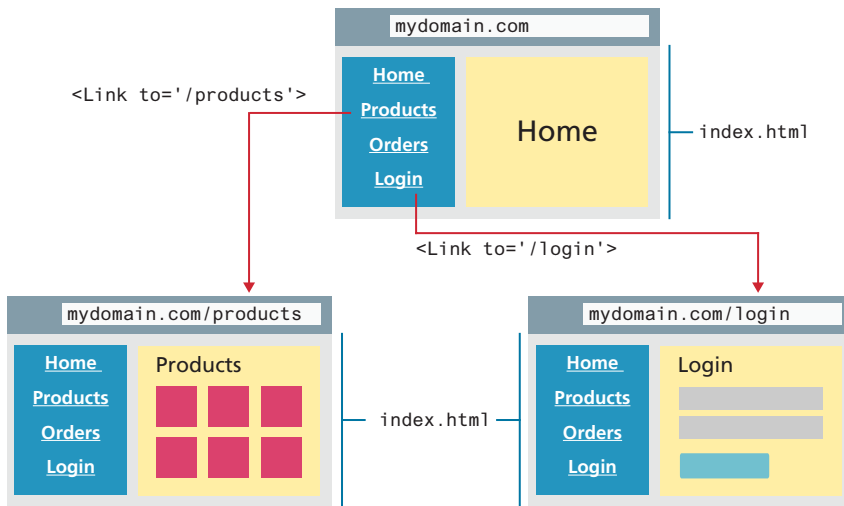 mydomain.com
<Link to='/products'>
Home
Products
Orders
Login
Home
index.html
<Link to='/login'>
mydomain.com/products
Home
Products
Orders
Login
Products
index.html
mydomain.com/login
Home
Products
Orders
Login
Login